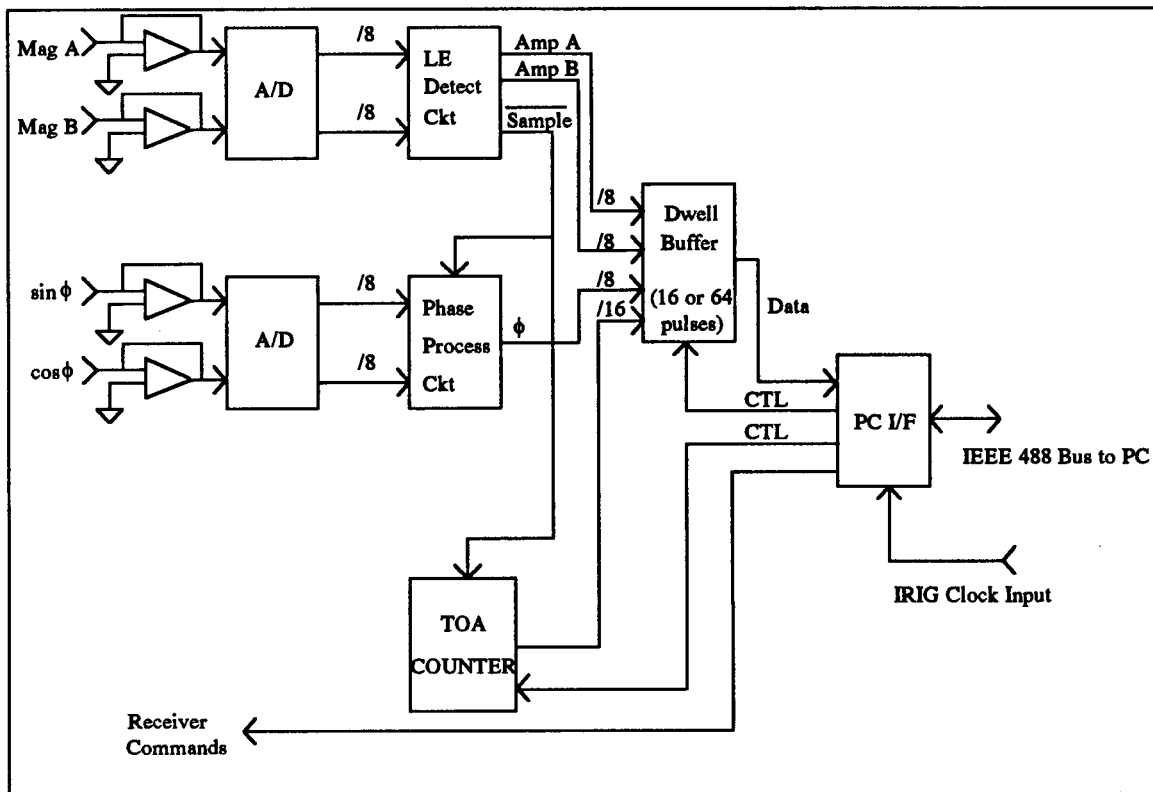 Mag A
Mag B
A/D
/8
/8
LE
Detect
Ckt
Amp A
Amp B
Sample
sin ϕ
cos ϕ
A/D
/8
/8
Phase
Process
Ckt
ϕ
/8
/8
/8
/16
Dwell
Buffer
(16 or 64
pulses)
Data
CTL
CTL
PC I/F
IEEE 488 Bus to PC
IRIG Clock Input
TOA
COUNTER
Receiver
Commands